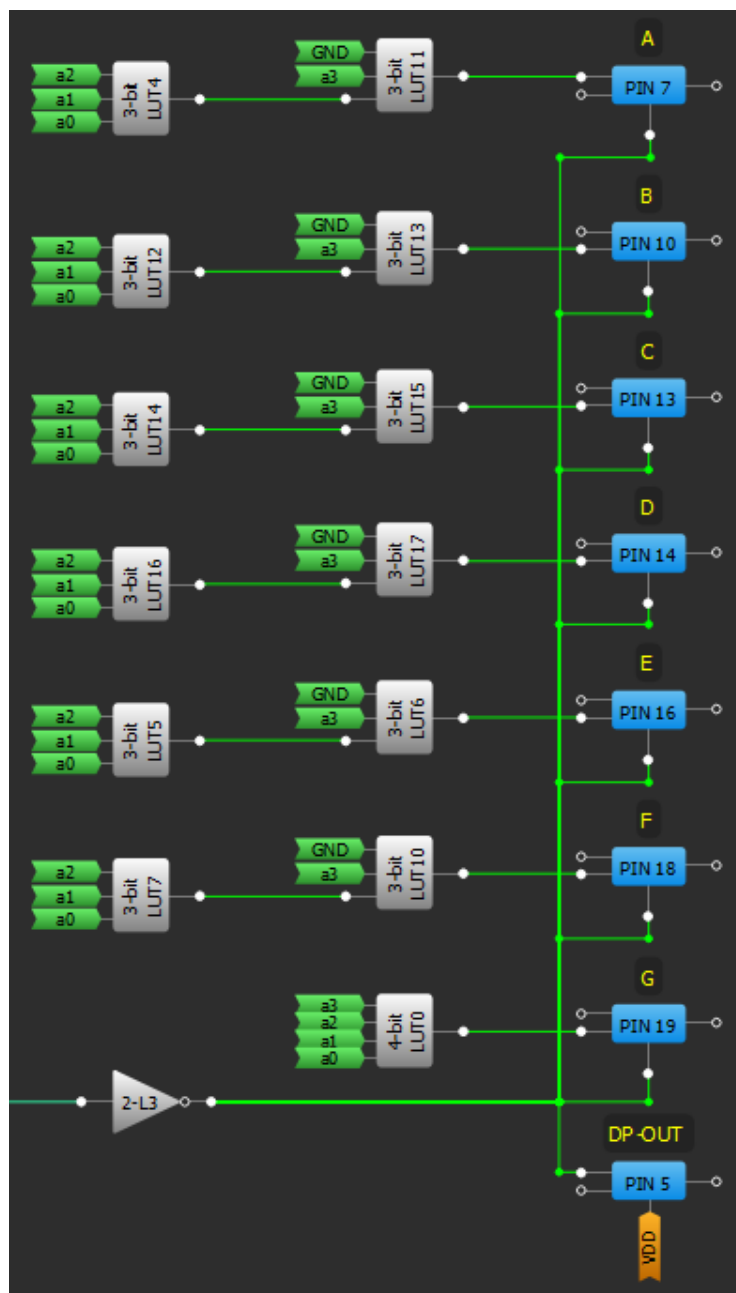 A
a2
a1
a0
3-bit LUT4
GND
a3
3-bit LUT11
PIN 7
B
a2
a1
a0
3-bit LUT12
GND
a3
3-bit LUT13
PIN 10
C
a2
a1
a0
3-bit LUT14
GND
a3
3-bit LUT15
PIN 13
D
a2
a1
a0
3-bit LUT16
GND
a3
3-bit LUT17
PIN 14
E
a2
a1
a0
3-bit LUT5
GND
a3
3-bit LUT6
PIN 16
F
a2
a1
a0
3-bit LUT7
GND
a3
3-bit LUT10
PIN 18
G
a3
a2
a1
a0
4-bit LUT0
PIN 19
2-L3
DP-OUT
PIN 5
VDD